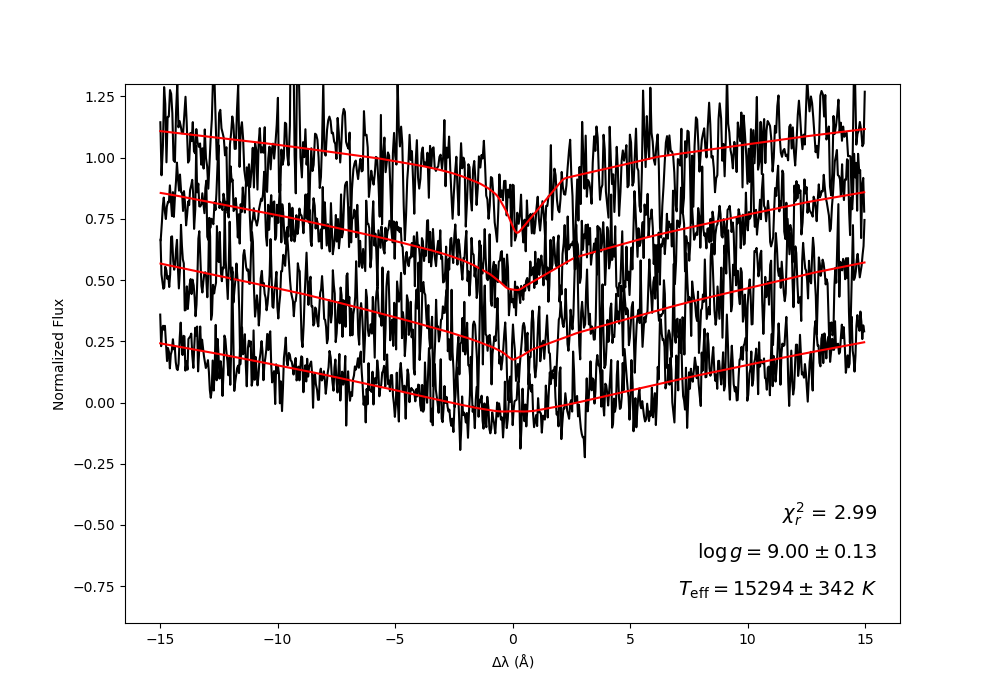 1.25
1.00
0.75
0.50
0.25
0.00
−0.25
−0.50
−0.75
Normalized Flux
χ²ᵣ = 2.99
log g = 9.00 ± 0.13
T_eff = 15294 ± 342 K
−15 −10 −5 0 5 10 15
Δλ (Å)